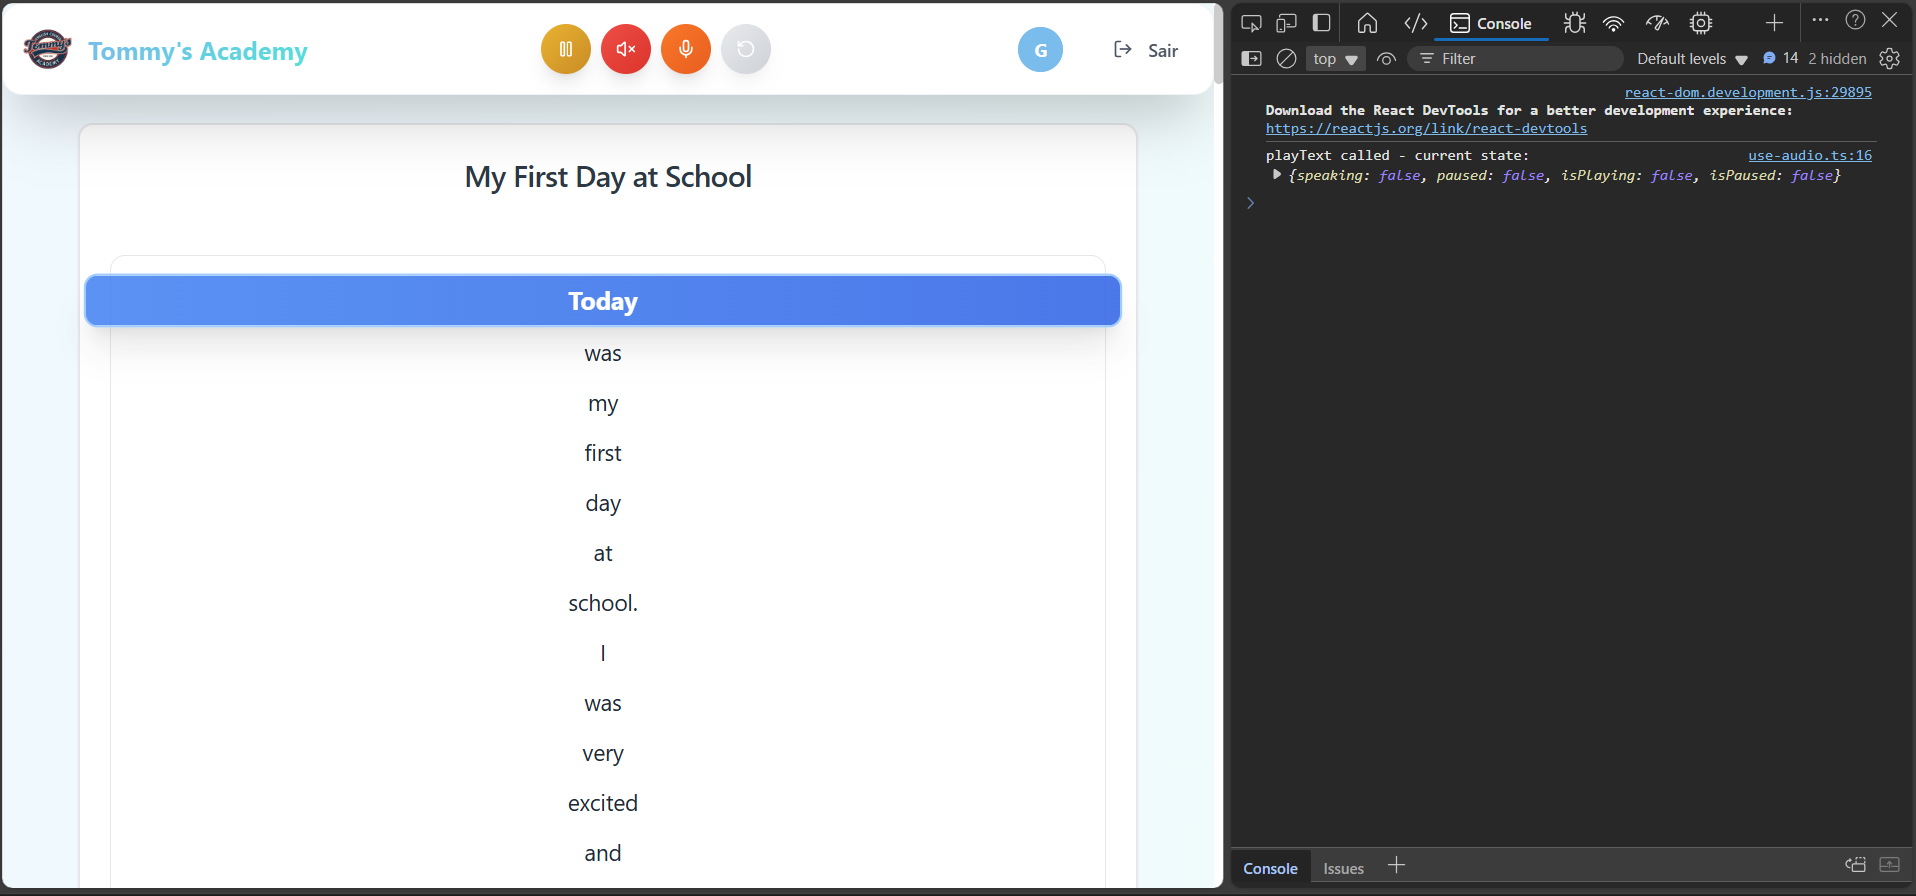 Tommy's
ACADEMY
Tommy's Academy
G
Sair
My First Day at School
Today
was
my
first
day
at
school.
I
was
very
excited
and
Console
top
Filter
Default levels
14
2 hidden
react-dom.development.js:29895
Download the React DevTools for a better development experience:
https://reactjs.org/link/react-devtools
playText called - current state:
use-audio.ts:16
{speaking: false, paused: false, isPlaying: false, isPaused: false}
Console
Issues